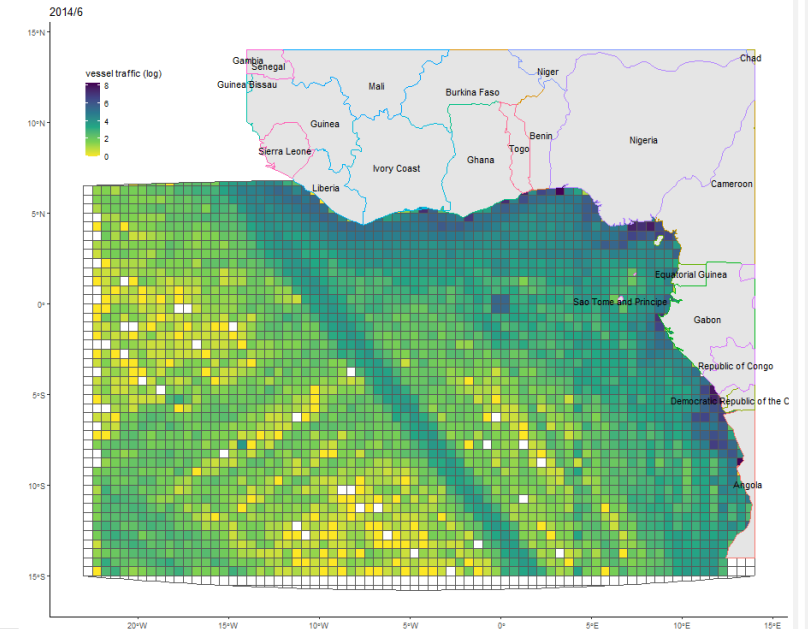 2014/6
15°N
Gambia
Senegal
Chad
vessel traffic (log)
Niger
Guinea Bissau
Mali
8
Burkina Faso
6
4
10°N
Guinea
2
Benin
Nigeria
0
Sierra Leone
Togo
Ghana
Ivory Coast
Cameroon
Liberia
5°N
Equatorial Guinea
0°
Sao Tome and Principe
Gabon
Republic of Congo
5°S
Democratic Republic of the C
10°S
Angola
15°S
20°W 15°W 10°W 5°W 0° 5°E 10°E 15°E